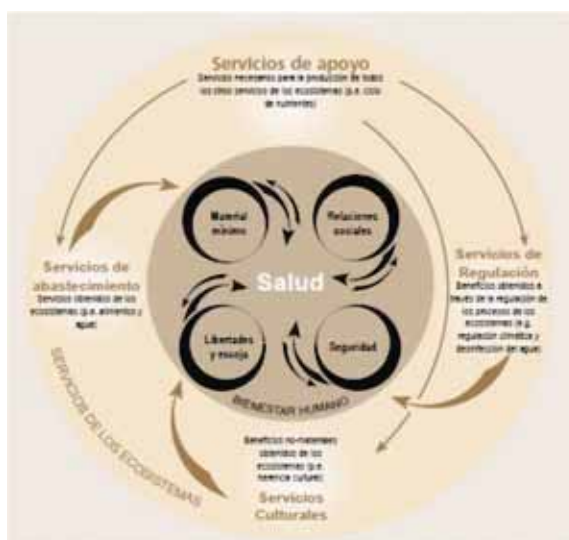 Servicios de apoyo
Servicios necesarios para la producción de todos
los otros servicios de los ecosistemas (p.e. ciclo
de nutrientes)
Material
mínimo
Relaciones
sociales
Servicios de
abastecimiento
Servicios obtenidos de los
ecosistemas (p.e. alimentos y
agua)
Salud
Servicios de
Regulación
Beneficios obtenidos a
través de la regulación de
los procesos de los
ecosistemas (e.g.
regulación climática y
desinfección del agua)
Libertades
y
Seguridad
BIENESTAR HUMANO
SERVICIOS DE LOS ECOSISTEMAS
Beneficios no-materiales
obtenidos de los
ecosistemas (p.e.
herencia cultural)
Servicios
Culturales